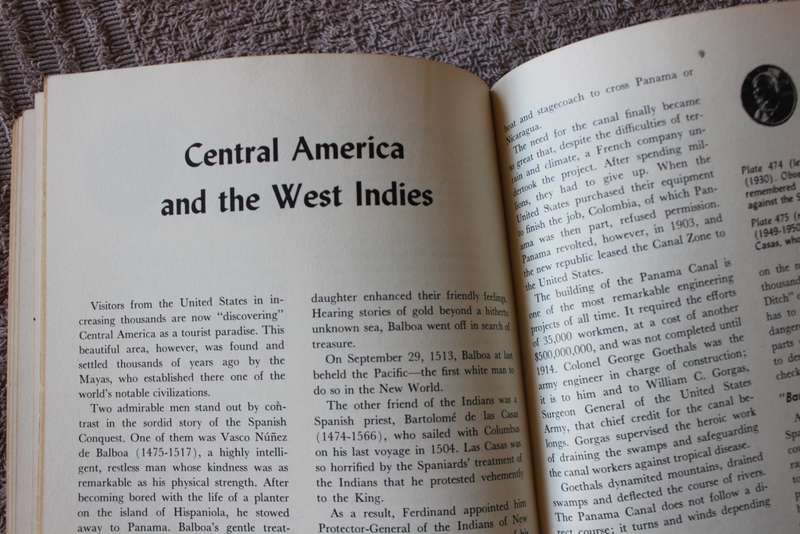 Central America
and the West Indies
Visitors from the United States in in-
creasing thousands are now "discovering"
Central America as a tourist paradise. This
beautiful area, however, was found and
settled thousands of years ago by the
Mayas, who established there one of the
world's notable civilizations.
Two admirable men stand out by con-
trast in the sordid story of the Spanish
Conquest. One of them was Vasco Núñez
de Balboa (1475-1517), a highly intelli-
gent, restless man whose kindness was as
remarkable as his physical strength. After
becoming bored with the life of a planter
on the island of Hispaniola, he stowed
away to Panama. Balboa's gentle treat-
daughter enhanced their friendly feelings.
Hearing stories of gold beyond a hitherto
unknown sea, Balboa went off in search of
treasure.
On September 29, 1513, Balboa at last
beheld the Pacific—the first white man to
do so in the New World.
The other friend of the Indians was a
Spanish priest, Bartolomé de las Casas
(1474-1566), who sailed with Columbus
on his last voyage in 1504. Las Casas was
so horrified by the Spaniards' treatment of
the Indians that he protested vehemently
to the King.
As a result, Ferdinand appointed him
Protector-General of the Indians of New
boat and stagecoach to cross Panama or
Nicaragua.
The need for the canal finally became
so great that, despite the difficulties of ter-
rain and climate, a French company un-
dertook the project. After spending mil-
lions, they had to give up. When the
United States purchased their equipment
to finish the job, Colombia, of which Pan-
ama was then part, refused permission.
Panama revolted, however, in 1903, and
the new republic leased the Canal Zone to
the United States.
The building of the Panama Canal is
one of the most remarkable engineering
projects of all time. It required the efforts
of 35,000 workmen, at a cost of another
$500,000,000, and was not completed until
1914. Colonel George Goethals was the
army engineer in charge of construction;
it is to him and to William C. Gorgas,
Surgeon General of the United States
Army, that chief credit for the canal be-
longs. Gorgas supervised the heroic work
of draining the swamps and safeguarding
the canal workers against tropical disease.
Goethals dynamited mountains, drained
swamps and deflected the course of rivers.
The Panama Canal does not follow a di-
rect course; it turns and winds depending
Plate 474 (le
(1930). Obv
remembered
against the S
Plate 475 (r
(1949-1950
Casas, who
on the
thousand
Ditch" o
has to
danger
parts
to de
check
"Ba